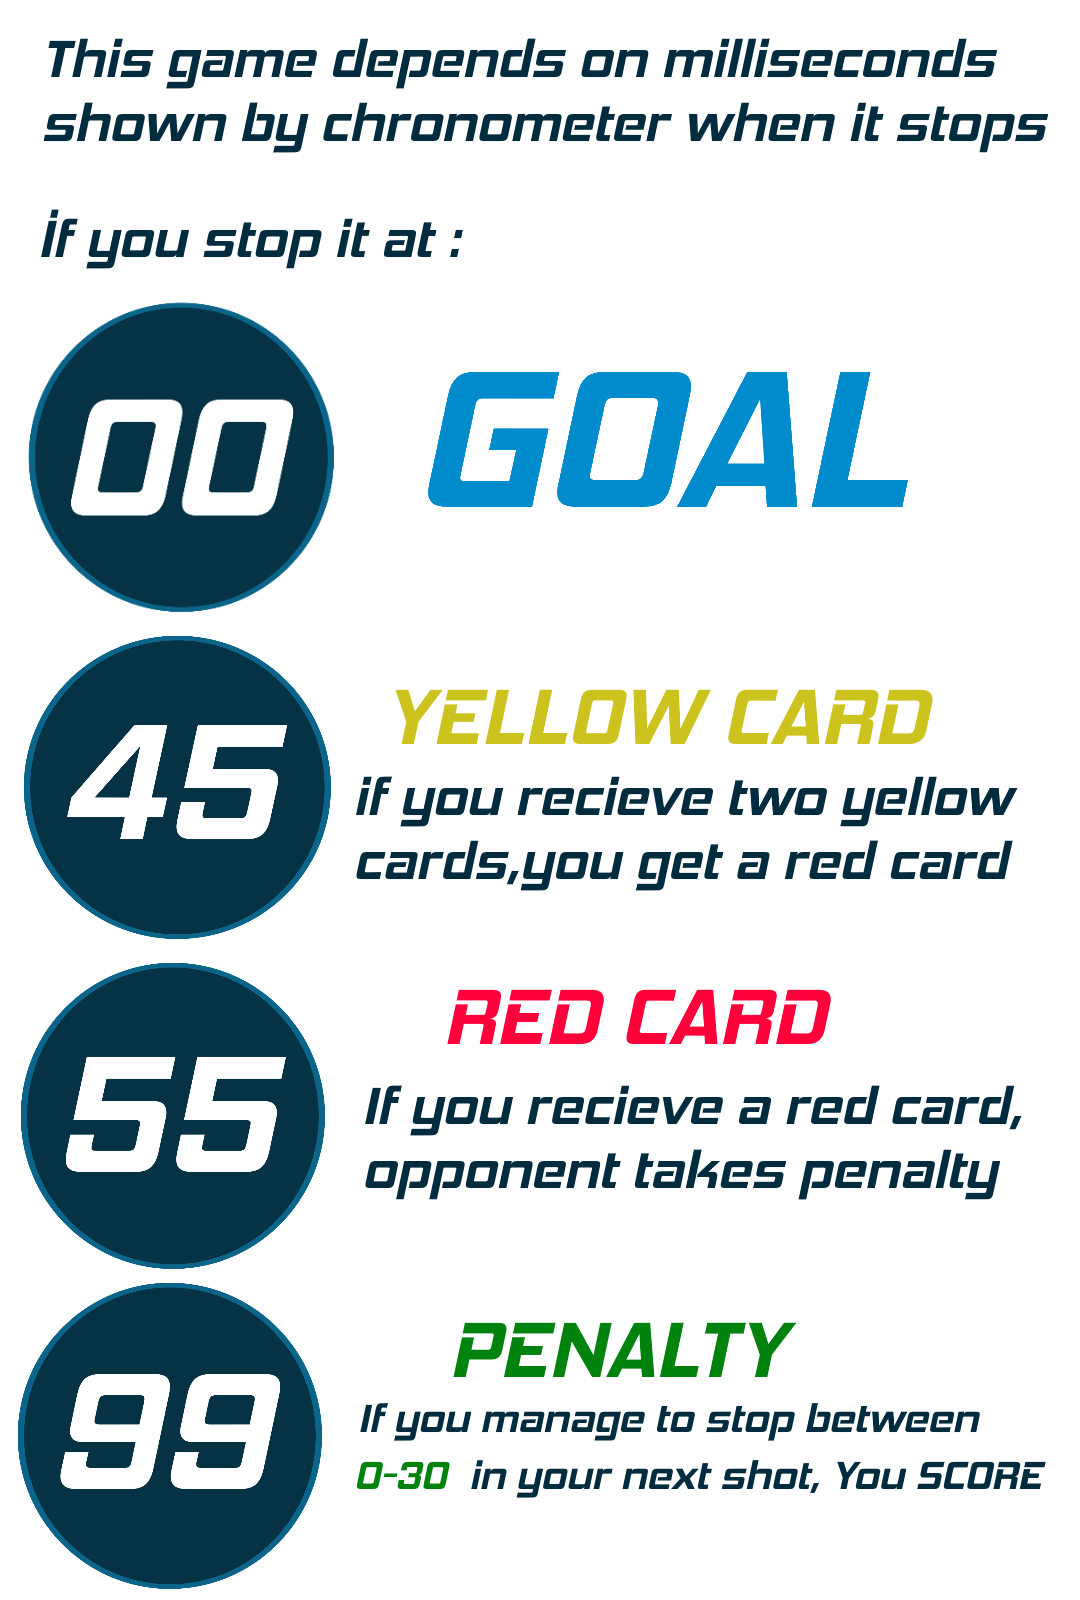 This game depends on milliseconds
shown by chronometer when it stops
İf you stop it at :
00
GOAL
45
YELLOW CARD
if you recieve two yellow
cards,you get a red card
55
RED CARD
If you recieve a red card,
opponent takes penalty
99
PENALTY
If you manage to stop between
0-30 in your next shot, You SCORE